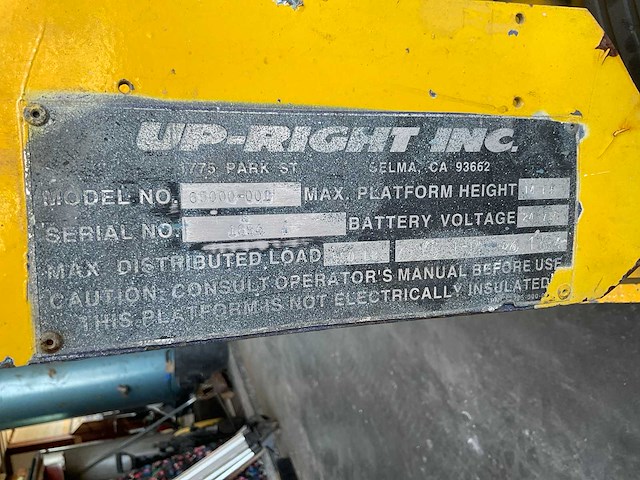 UP-RIGHT INC.
1775 PARK ST SELMA, CA 93662
MODEL NO. MAX. PLATFORM HEIGHT
SERIAL NO. BATTERY VOLTAGE
MAX DISTRIBUTED LOAD
CAUTION: CONSULT OPERATOR'S MANUAL BEFORE USE
THIS PLATFORM IS NOT ELECTRICALLY INSULATED